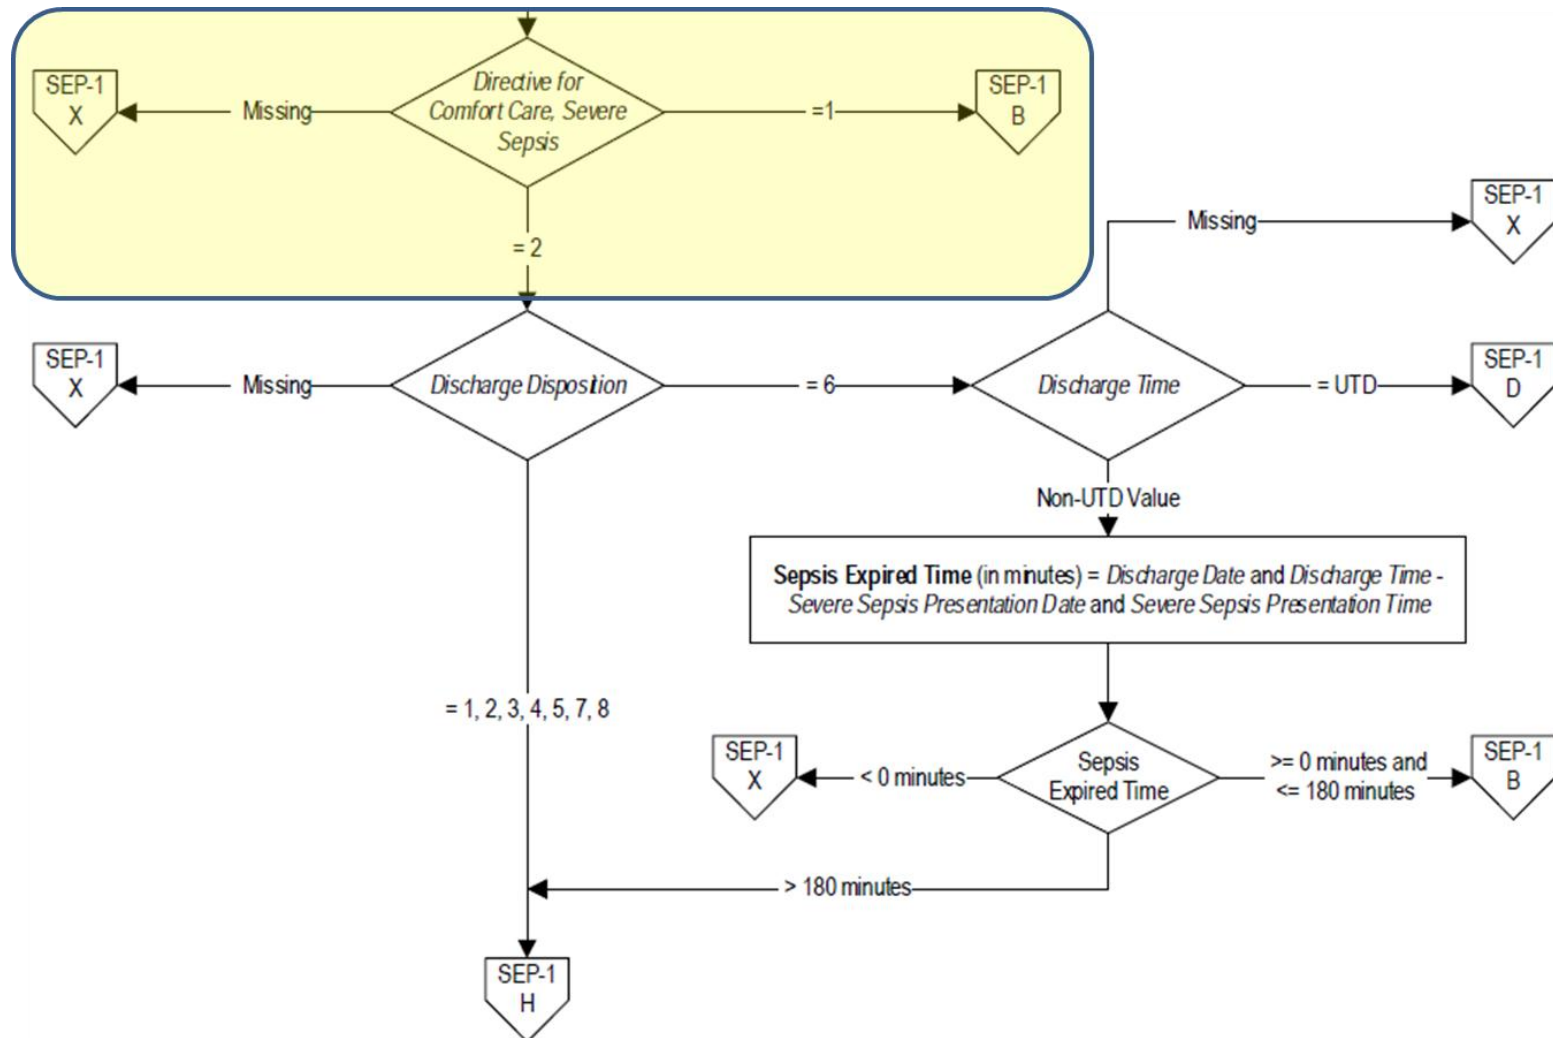 SEP-1
X
Missing
Directive for
Comfort Care, Severe
Sepsis
=1
SEP-1
B
= 2
Missing
SEP-1
X
SEP-1
X
Missing
Discharge Disposition
= 6
Discharge Time
= UTD
SEP-1
D
Non-UTD Value
Sepsis Expired Time (in minutes) = Discharge Date and Discharge Time -
Severe Sepsis Presentation Date and Severe Sepsis Presentation Time
= 1, 2, 3, 4, 5, 7, 8
SEP-1
X
< 0 minutes
Sepsis
Expired Time
>= 0 minutes and
<= 180 minutes
SEP-1
B
> 180 minutes
SEP-1
H